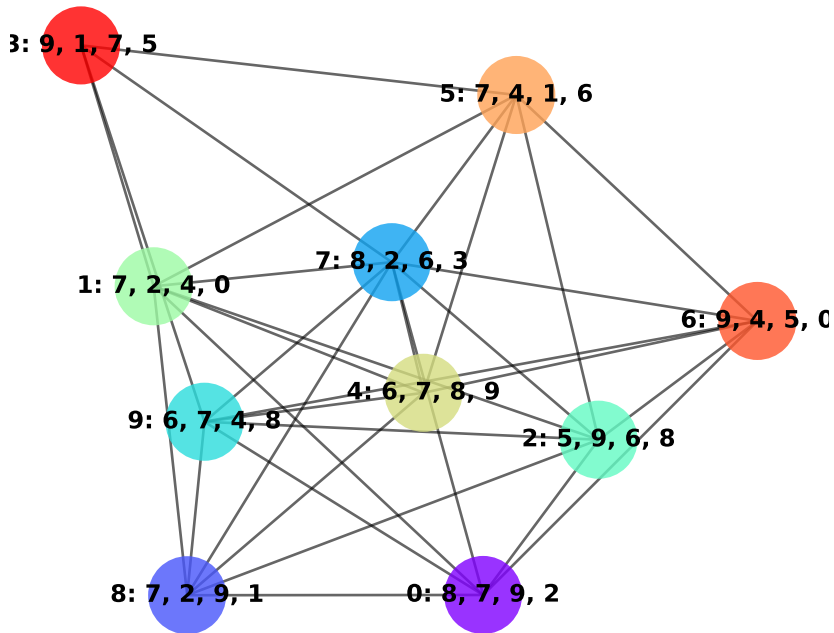 3: 9, 1, 7, 5
5: 7, 4, 1, 6
7: 8, 2, 6, 3
1: 7, 2, 4, 0
6: 9, 4, 5, 0
4: 6, 7, 8, 9
9: 6, 7, 4, 8
2: 5, 9, 6, 8
8: 7, 2, 9, 1
0: 8, 7, 9, 2